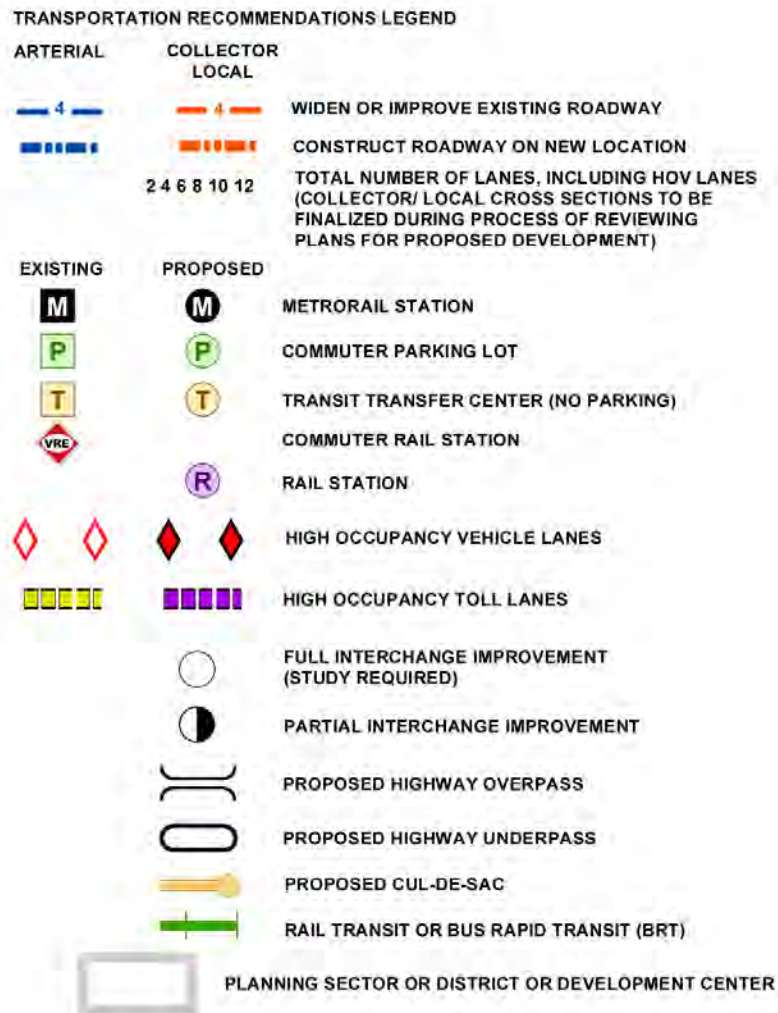 TRANSPORTATION RECOMMENDATIONS LEGEND
ARTERIAL
COLLECTOR
LOCAL
4
4
WIDEN OR IMPROVE EXISTING ROADWAY
CONSTRUCT ROADWAY ON NEW LOCATION
2 4 6 8 10 12
TOTAL NUMBER OF LANES, INCLUDING HOV LANES
(COLLECTOR/ LOCAL CROSS SECTIONS TO BE
FINALIZED DURING PROCESS OF REVIEWING
PLANS FOR PROPOSED DEVELOPMENT)
EXISTING
PROPOSED
M
M
METRORAIL STATION
P
P
COMMUTER PARKING LOT
T
T
TRANSIT TRANSFER CENTER (NO PARKING)
VRE
COMMUTER RAIL STATION
R
RAIL STATION
HIGH OCCUPANCY VEHICLE LANES
HIGH OCCUPANCY TOLL LANES
FULL INTERCHANGE IMPROVEMENT
(STUDY REQUIRED)
PARTIAL INTERCHANGE IMPROVEMENT
PROPOSED HIGHWAY OVERPASS
PROPOSED HIGHWAY UNDERPASS
PROPOSED CUL-DE-SAC
RAIL TRANSIT OR BUS RAPID TRANSIT (BRT)
PLANNING SECTOR OR DISTRICT OR DEVELOPMENT CENTER